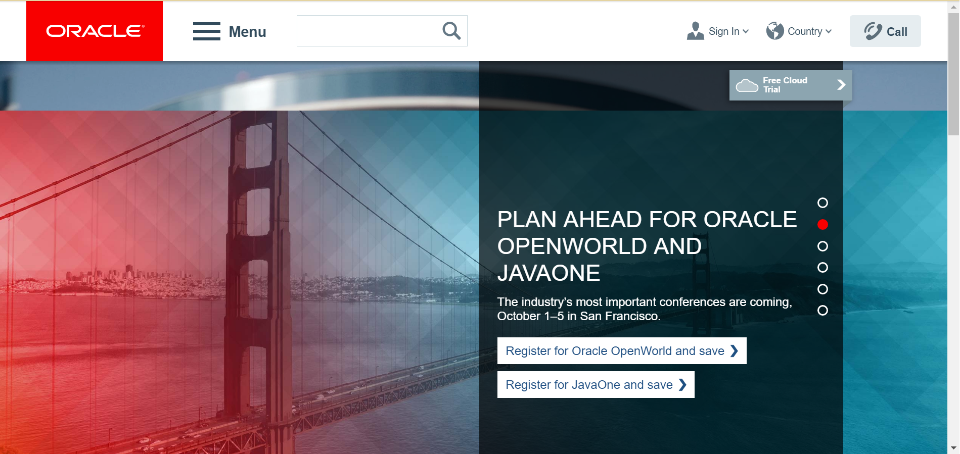 ORACLE®
Menu
Sign In
Country
Call
Free Cloud
Trial
PLAN AHEAD FOR ORACLE
OPENWORLD AND
JAVAONE
The industry's most important conferences are coming,
October 1–5 in San Francisco.
Register for Oracle OpenWorld and save
Register for JavaOne and save